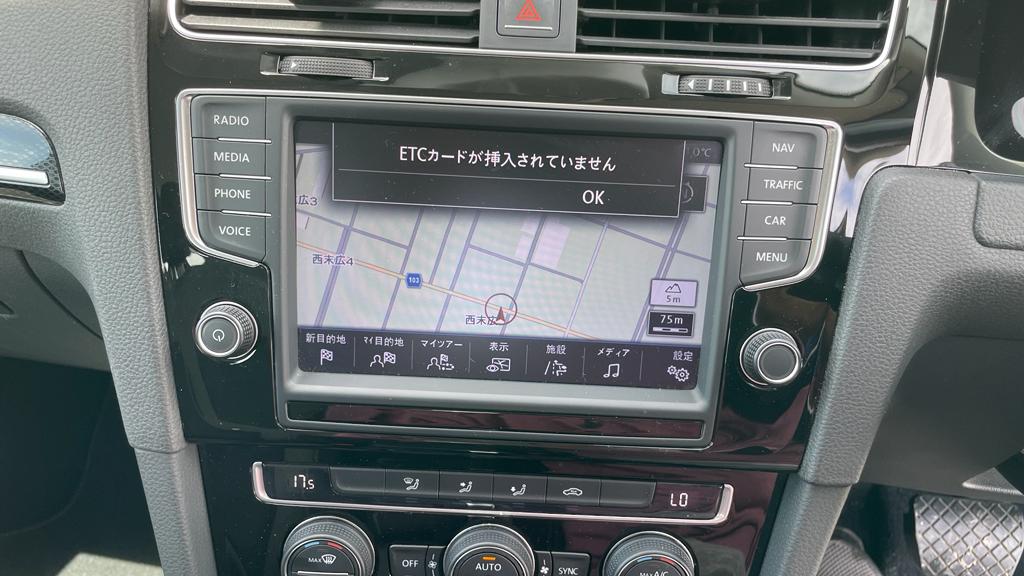 RADIO
MEDIA
PHONE
VOICE
ETCカードが挿入されていません
OK
0℃
NAV
TRAFFIC
CAR
MENU
広3
西末広4
103
西末広
5m
75m
新目的地
マイ目的地
マイツアー
表示
施設
メディア
設定
17.5
LO
MAX
OFF
AUTO
SYNC
MAX A/C